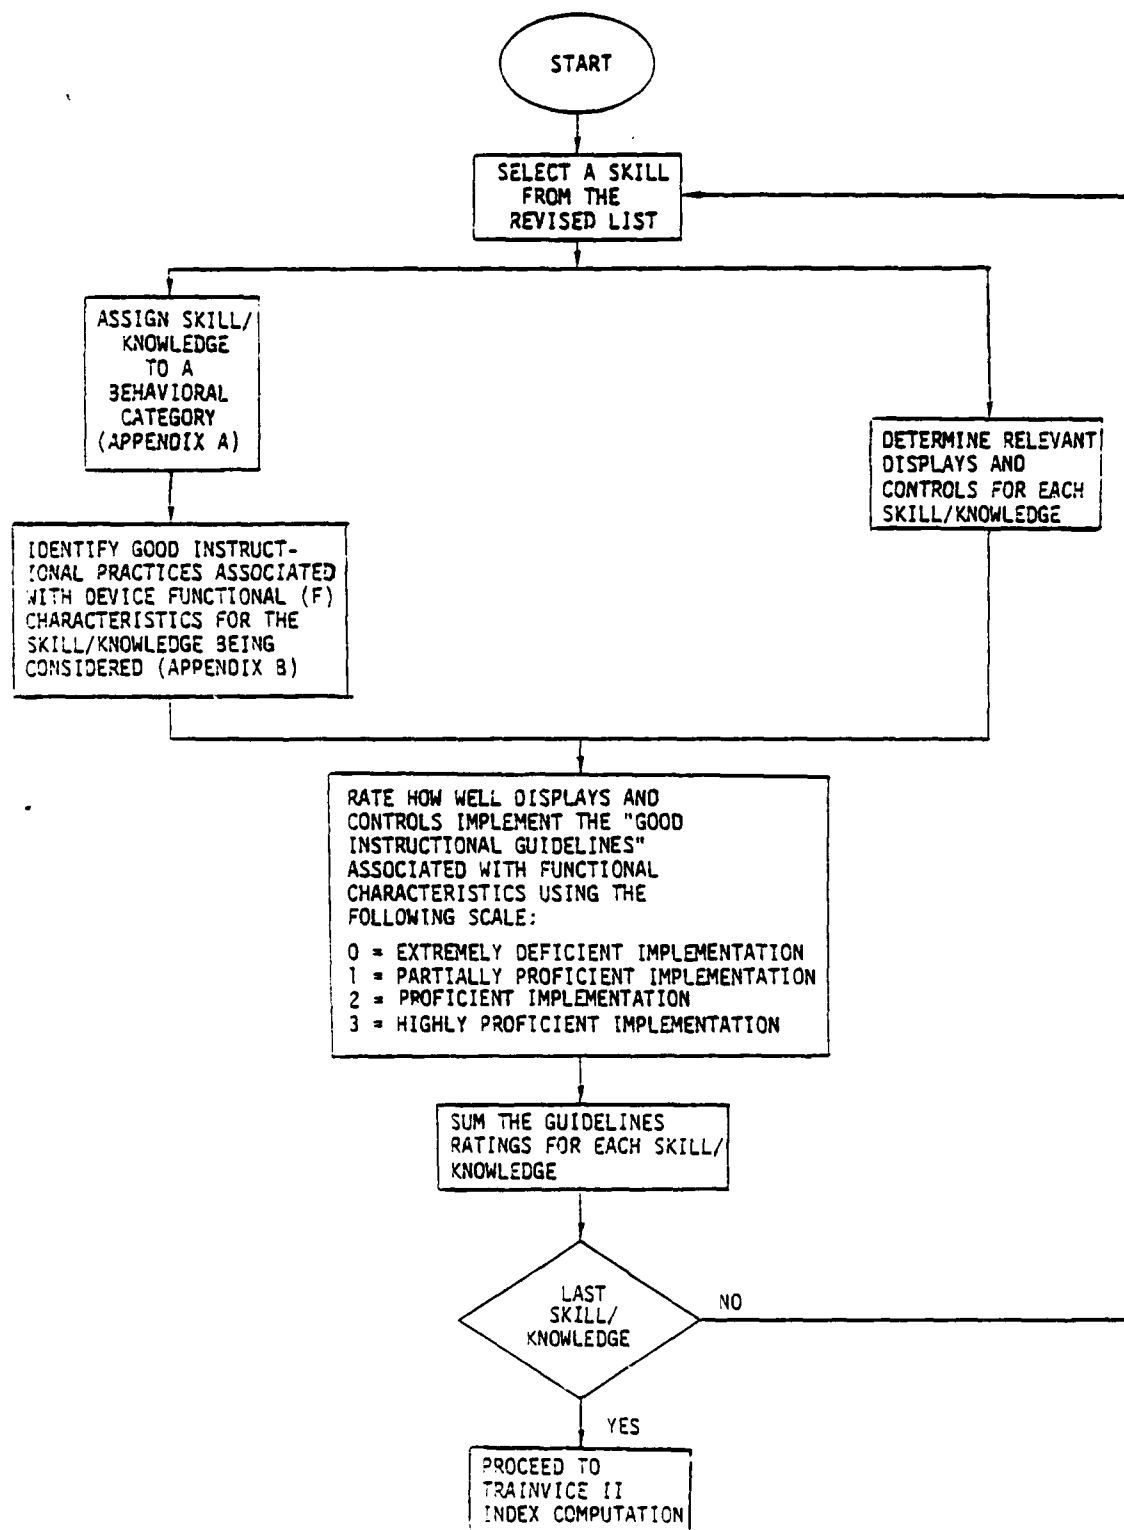 START
SELECT A SKILL
FROM THE
REVISED LIST
ASSIGN SKILL/
KNOWLEDGE
TO A
BEHAVIORAL
CATEGORY
(APPENDIX A)
DETERMINE RELEVANT
DISPLAYS AND
CONTROLS FOR EACH
SKILL/KNOWLEDGE
IDENTIFY GOOD INSTRUCT-
IONAL PRACTICES ASSOCIATED
WITH DEVICE FUNCTIONAL (F)
CHARACTERISTICS FOR THE
SKILL/KNOWLEDGE BEING
CONSIDERED (APPENDIX B)
RATE HOW WELL DISPLAYS AND
CONTROLS IMPLEMENT THE "GOOD
INSTRUCTIONAL GUIDELINES"
ASSOCIATED WITH FUNCTIONAL
CHARACTERISTICS USING THE
FOLLOWING SCALE:
0 = EXTREMELY DEFICIENT IMPLEMENTATION
1 = PARTIALLY PROFICIENT IMPLEMENTATION
2 = PROFICIENT IMPLEMENTATION
3 = HIGHLY PROFICIENT IMPLEMENTATION
SUM THE GUIDELINES
RATINGS FOR EACH SKILL/
KNOWLEDGE
LAST
SKILL/
KNOWLEDGE
NO
YES
PROCEED TO
TRAINVICE II
INDEX COMPUTATION